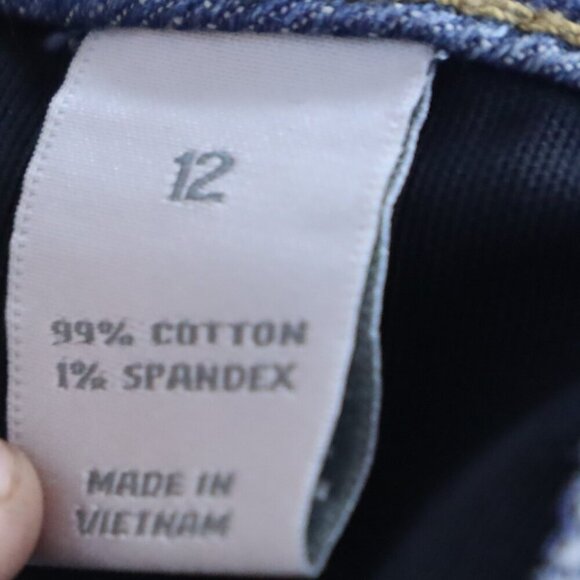 12
99% COTTON
1% SPANDEX
MADE IN
VIETNAM